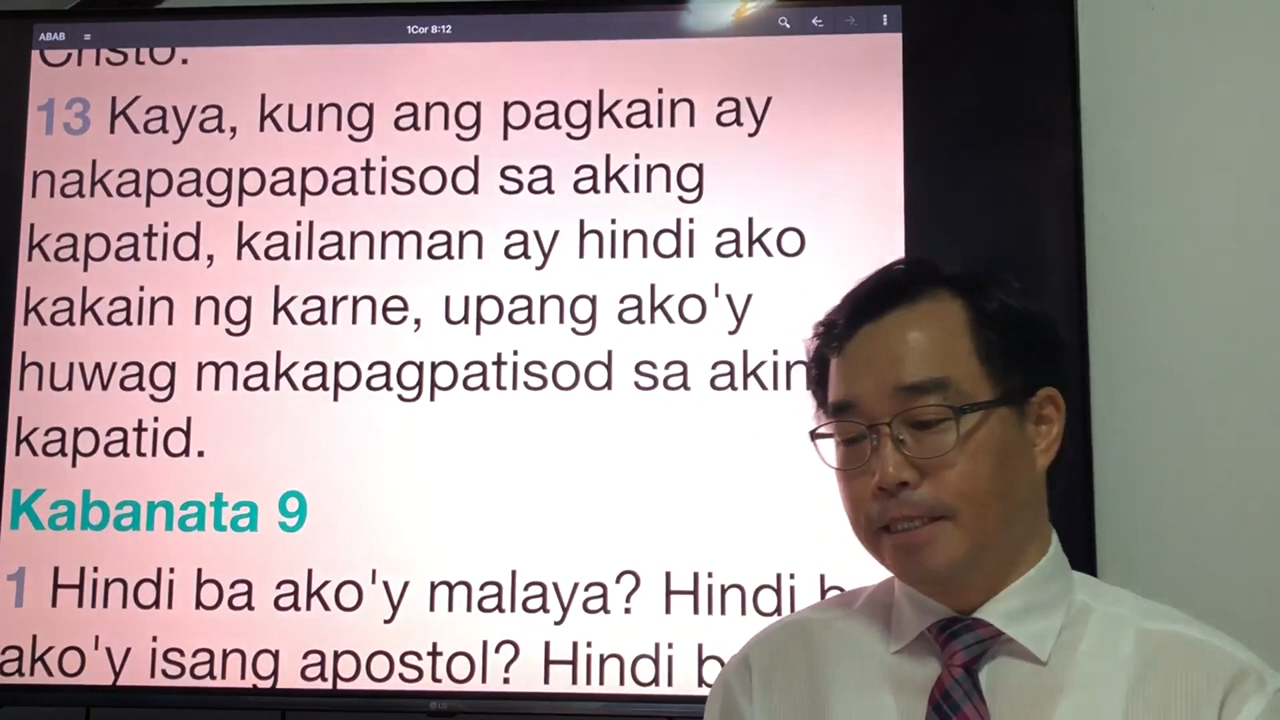 ABAB
1Cor 8:12
Cristo.
13 Kaya, kung ang pagkain ay
nakapagpapatisod sa aking
kapatid, kailanman ay hindi ako
kakain ng karne, upang ako'y
huwag makapagpatisod sa akin
kapatid.
Kabanata 9
1 Hindi ba ako'y malaya? Hindi b
ako'y isang apostol? Hindi b
LG